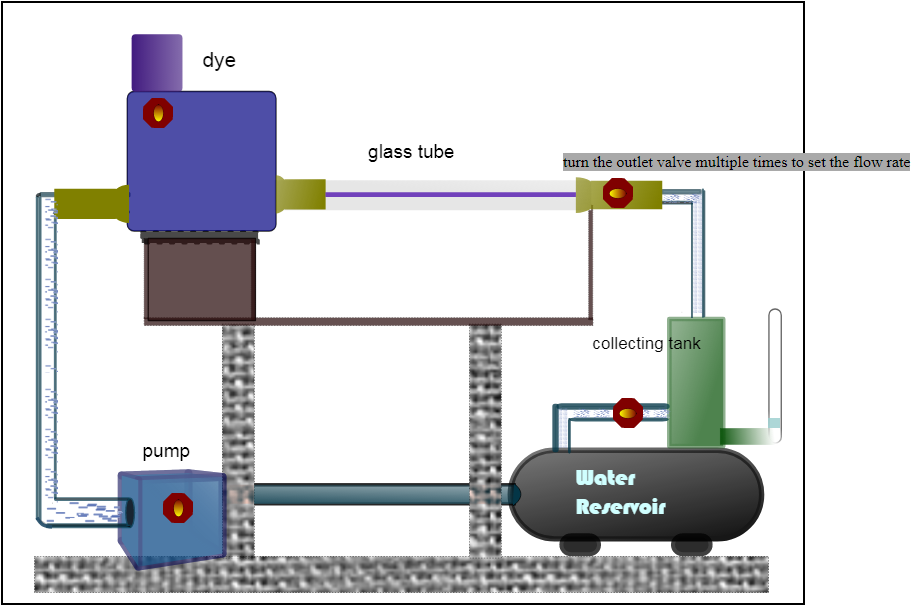 dye
glass tube
turn the outlet valve multiple times to set the flow rate
collecting tank
pump
Water
Reservoir